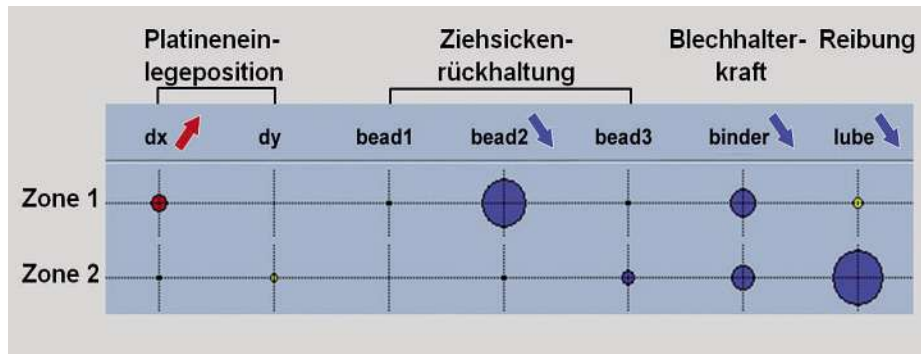 Platinenein-
legeposition
Ziehsicken-
rückhaltung
Blechhalter-
kraft
Reibung
dx dy bead1 bead2 bead3 binder lube
Zone 1
Zone 2